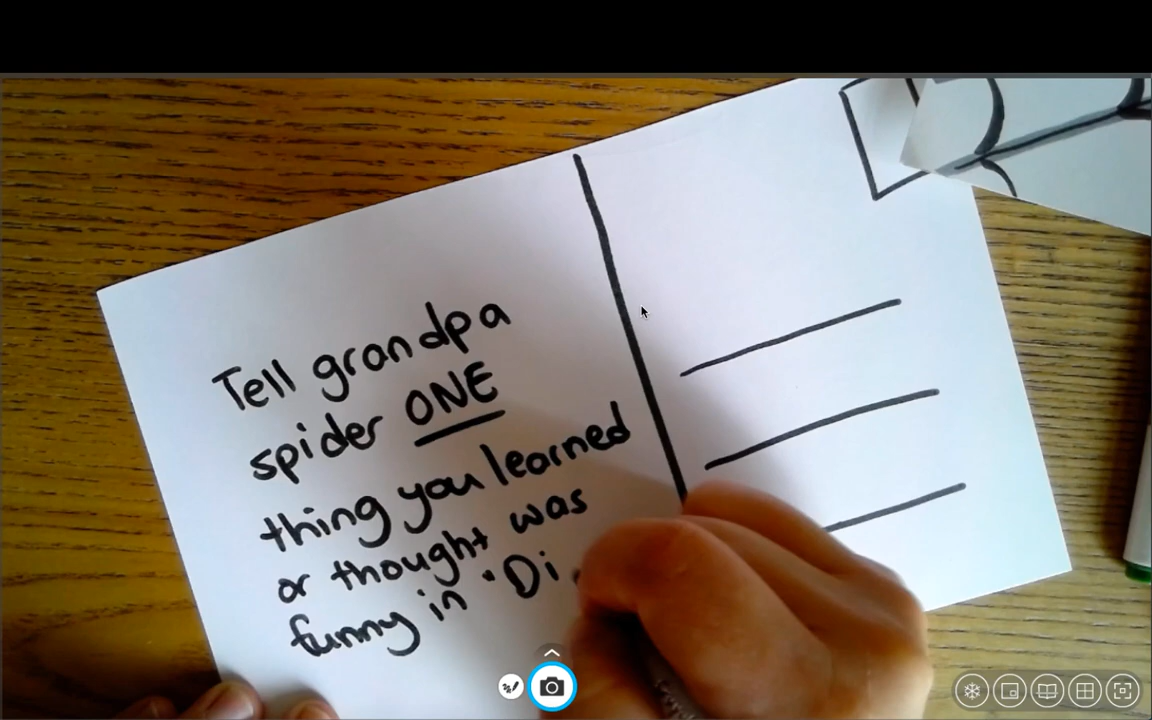 Tell grandpa
spider ONE
thing you learned
or thought was
funny in "Di